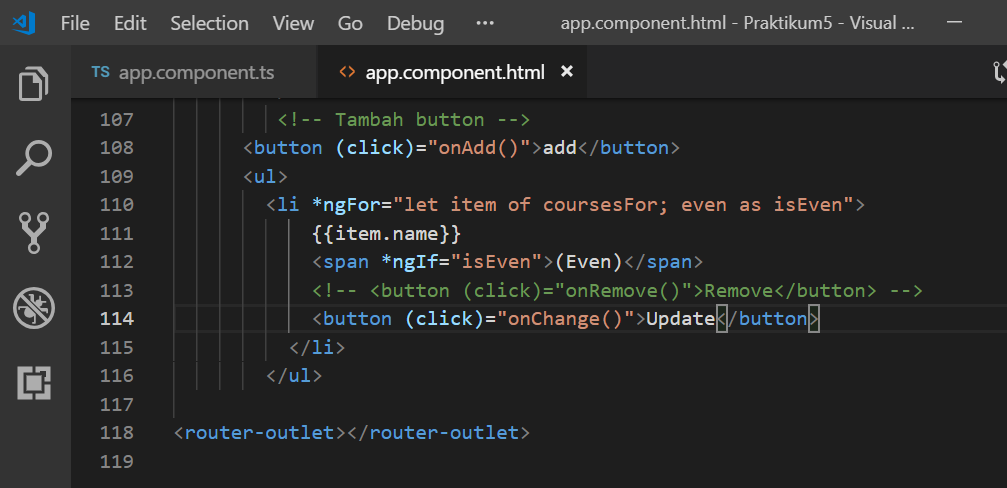 File Edit Selection View Go Debug ... app.component.html - Praktikum5 - Visual ...
TS app.component.ts <> app.component.html ×
107 <!-- Tambah button -->
108 <button (click)="onAdd()">add</button>
109 <ul>
110 <li *ngFor="let item of coursesFor; even as isEven">
111 {{item.name}}
112 <span *ngIf="isEven">(Even)</span>
113 <!-- <button (click)="onRemove()">Remove</button> -->
114 <button (click)="onChange()">Update</button>
115 </li>
116 </ul>
117
118 <router-outlet></router-outlet>
119